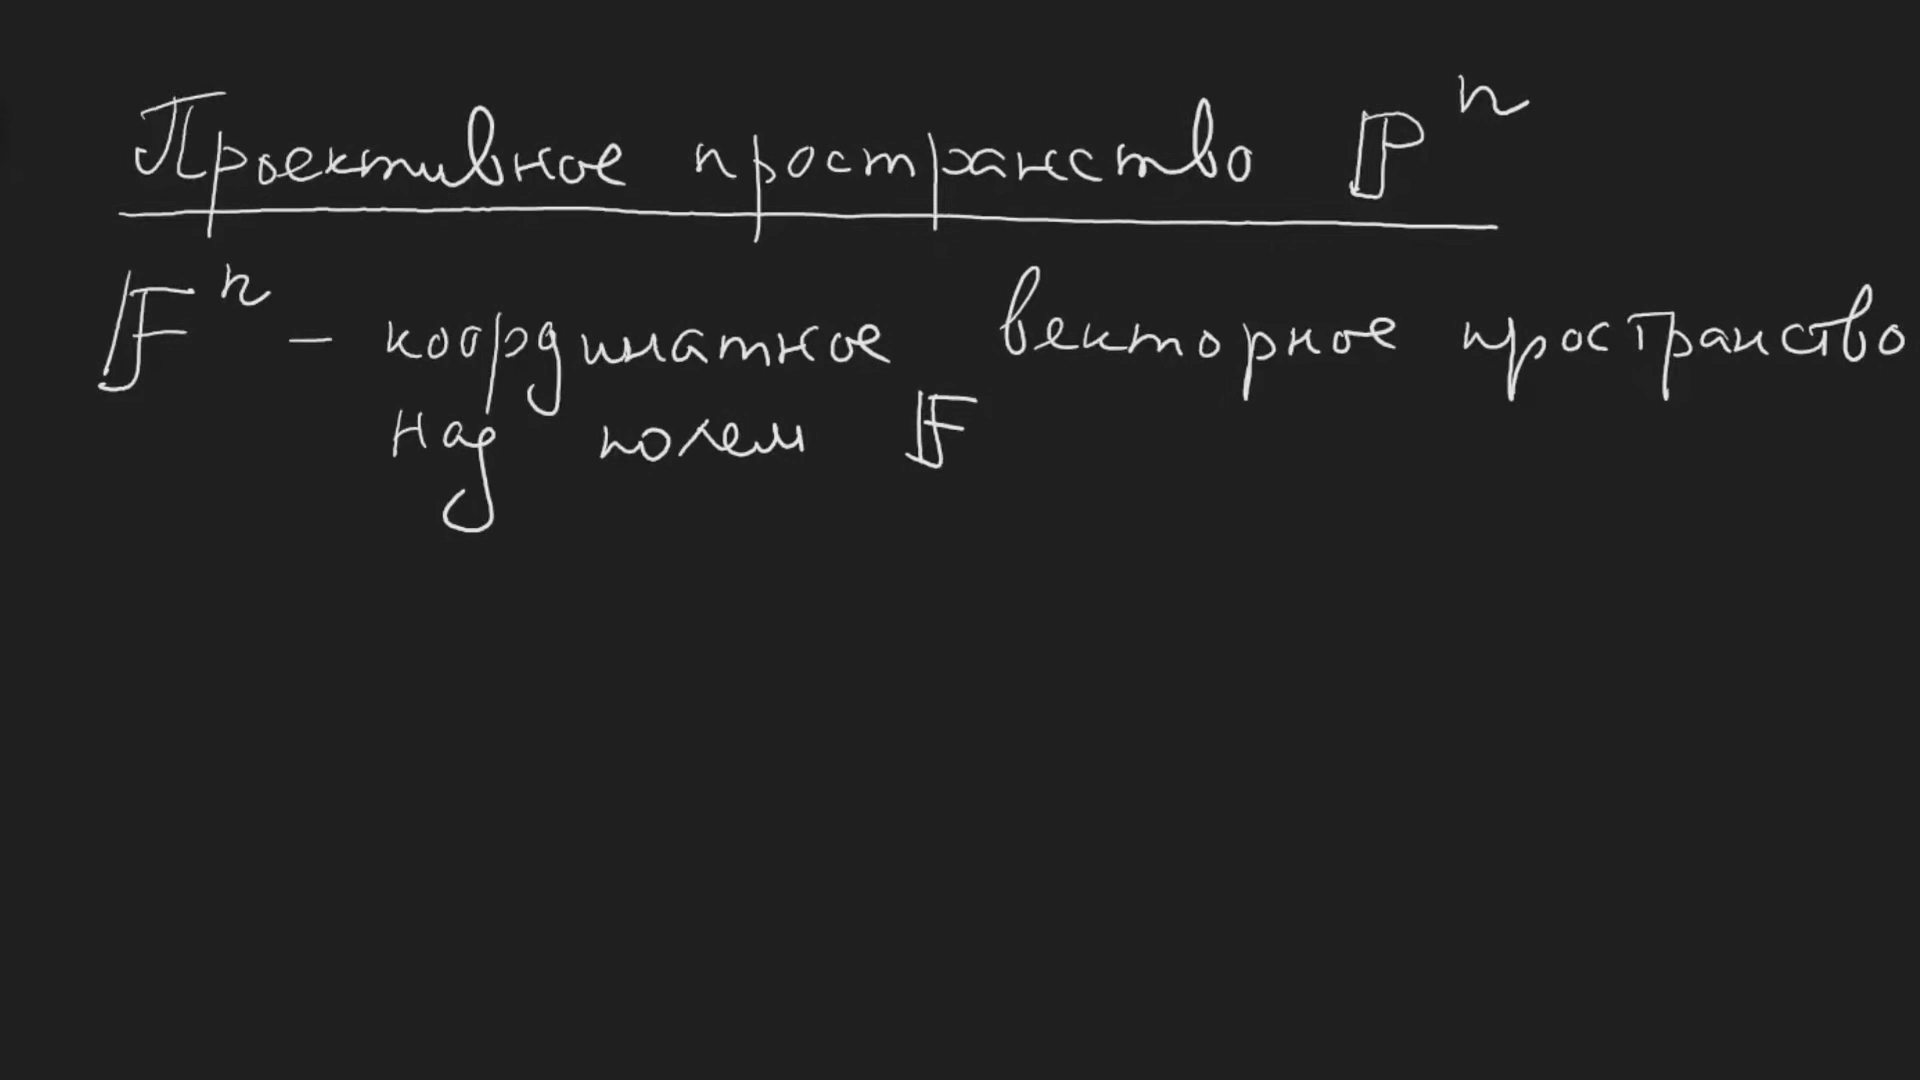 Проективное пространство ℙⁿ
𝔽ⁿ – координатное векторное пространство
над полем 𝔽